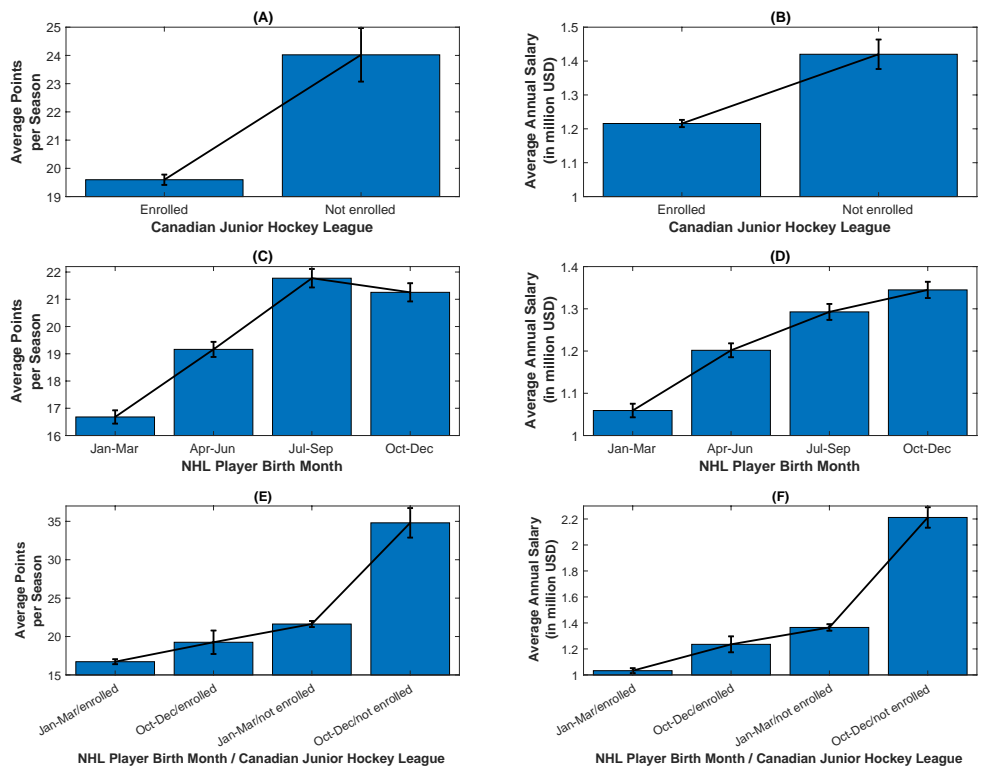 (A)
25
24
23
22
21
20
19
Average Points
per Season
Enrolled
Not enrolled
Canadian Junior Hockey League
(B)
1.5
1.4
1.3
1.2
1.1
1
Average Annual Salary
(in million USD)
Enrolled
Not enrolled
Canadian Junior Hockey League
(C)
22
21
20
19
18
17
16
Average Points
per Season
Jan-Mar
Apr-Jun
Jul-Sep
Oct-Dec
NHL Player Birth Month
(D)
1.4
1.3
1.2
1.1
1
Average Annual Salary
(in million USD)
Jan-Mar
Apr-Jun
Jul-Sep
Oct-Dec
NHL Player Birth Month
(E)
35
30
25
20
15
Average Points
per Season
Jan-Mar/enrolled
Oct-Dec/enrolled
Jan-Mar/not enrolled
Oct-Dec/not enrolled
NHL Player Birth Month / Canadian Junior Hockey League
(F)
2.2
2
1.8
1.6
1.4
1.2
1
Average Annual Salary
(in million USD)
Jan-Mar/enrolled
Oct-Dec/enrolled
Jan-Mar/not enrolled
Oct-Dec/not enrolled
NHL Player Birth Month / Canadian Junior Hockey League